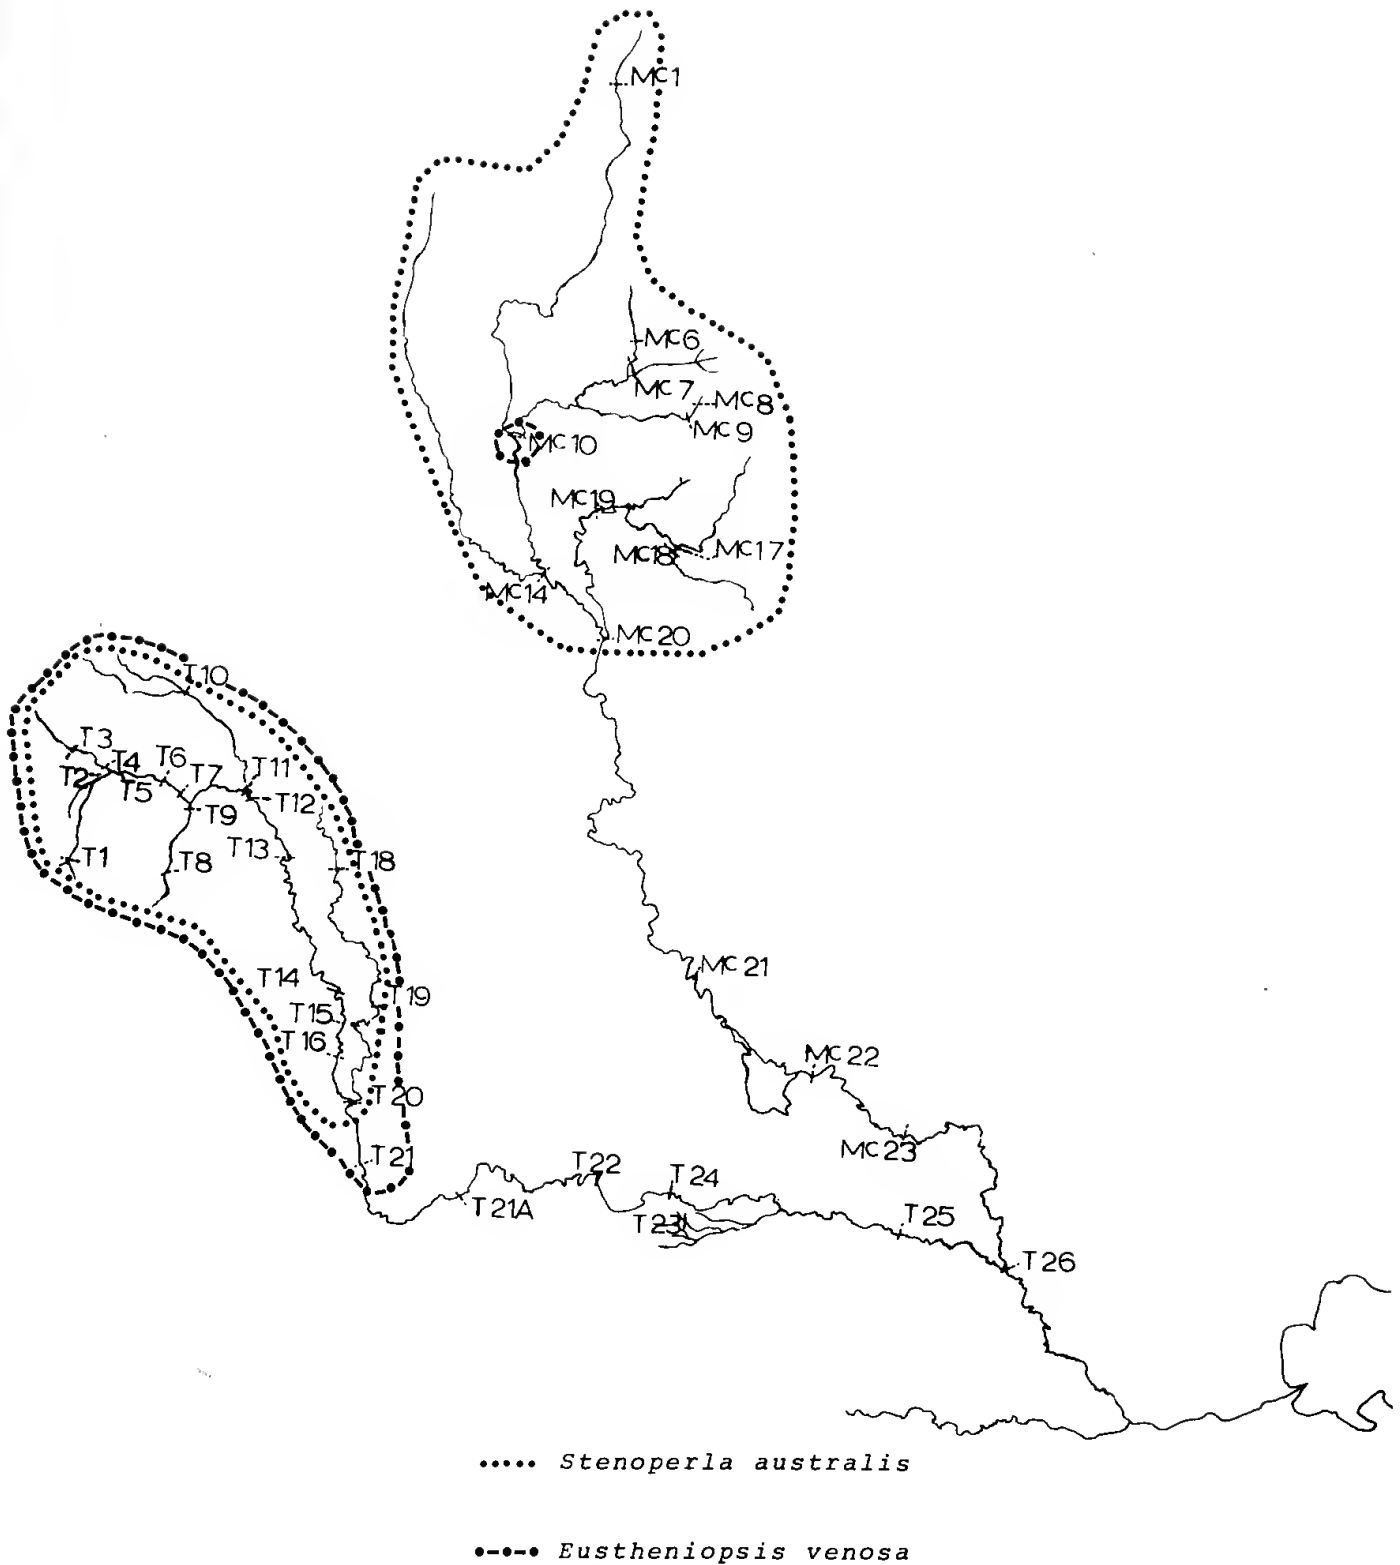 MC1
MC6
MC7
MC8
MC9
MC10
MC19
MC18
MC17
MC14
MC20
T10
T3
T4
T6
T7
T11
T2
T5
T9
T12
T1
T8
T13
T18
T14
T19
T15
T16
T20
MC21
MC22
MC23
T21
T22
T24
T21A
T23
T25
T26
Stenoperla australis
Eustheniopsis venosa